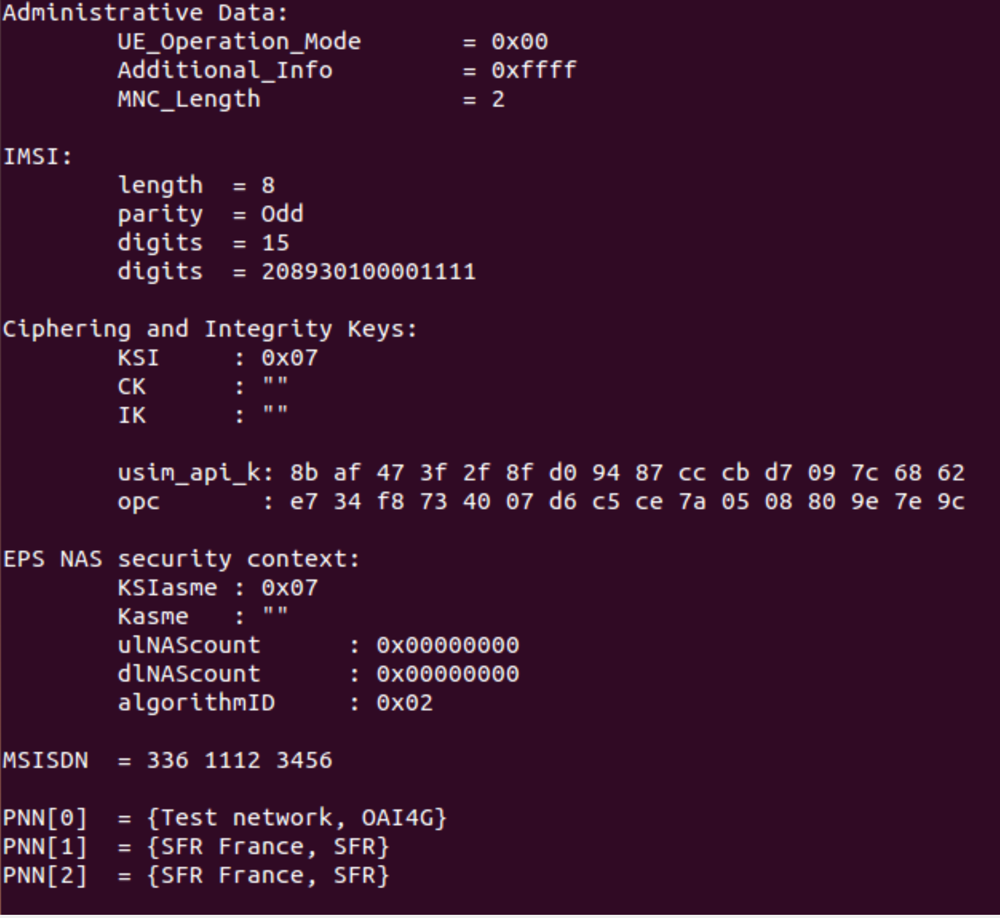 Administrative Data:
UE_Operation_Mode = 0x00
Additional_Info = 0xffff
MNC_Length = 2
IMSI:
length = 8
parity = Odd
digits = 15
digits = 208930100001111
Ciphering and Integrity Keys:
KSI : 0x07
CK : ""
IK : ""
usim_api_k: 8b af 47 3f 2f 8f d0 94 87 cc cb d7 09 7c 68 62
opc : e7 34 f8 73 40 07 d6 c5 ce 7a 05 08 80 9e 7e 9c
EPS NAS security context:
KSIasme : 0x07
Kasme : ""
ulNAScount : 0x00000000
dlNAScount : 0x00000000
algorithmID : 0x02
MSISDN = 336 1112 3456
PNN[0] = {Test network, OAI4G}
PNN[1] = {SFR France, SFR}
PNN[2] = {SFR France, SFR}